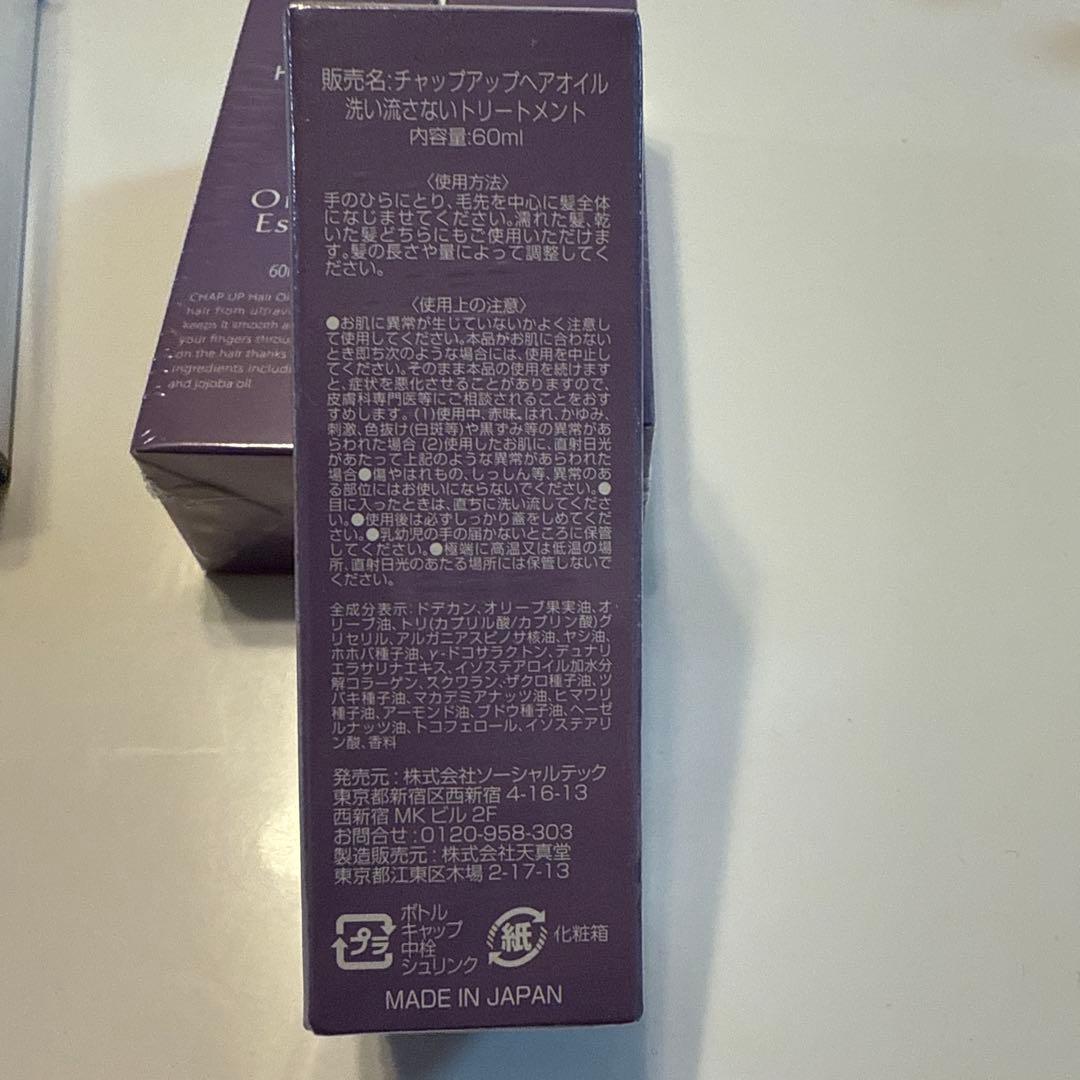 販売名:チャップアップヘアオイル
洗い流さないトリートメント
内容量:60ml
〈使用方法〉
手のひらにとり、毛先を中心に髪全体
になじませてください。濡れた髪、乾
いた髪どちらにもご使用いただけま
す。髪の長さや量によって調整してく
ださい。
〈使用上の注意〉
●お肌に異常が生じていないかよく注意し
て使用してください。本品がお肌に合わない
とき即ち次のような場合には、使用を中止し
てください。そのまま本品の使用を続けます
と、症状を悪化させることがありますので、
皮膚科専門医等にご相談されることをおす
すめします。(1)使用中、赤味、はれ、かゆみ、
刺激、色抜け(白斑等)や黒ずみ等の異常があ
らわれた場合 (2)使用したお肌に、直射日光
があたって上記のような異常があらわれた
場合●傷やはれもの、しっしん等、異常のあ
る部位にはお使いにならないでください。●
目に入ったときは、直ちに洗い流してくださ
い。●使用後は必ずしっかり蓋をしめてくだ
さい。●乳幼児の手の届かないところに保管
してください。●極端に高温又は低温の場
所、直射日光のあたる場所には保管しないで
ください。
全成分表示:ドデカン、オリーブ果実油、オ
リーブ油、トリ(カプリル酸/カプリン酸)グ
リセリル、アルガニアスピノサ核油、ヤシ油、
ホホバ種子油、γ-ドコサラクトン、デュナリ
エラサリナエキス、イソステアロイル加水分
解コラーゲン、スクワラン、ザクロ種子油、ツ
バキ種子油、マカデミアナッツ油、ヒマワリ
種子油、アーモンド油、ブドウ種子油、ヘーゼ
ルナッツ油、トコフェロール、イソステアリ
ン酸、香料
発売元:株式会社ソーシャルテック
東京都新宿区西新宿 4-16-13
西新宿 MK ビル 2F
お問合せ:0120-958-303
製造販売元:株式会社天真堂
東京都江東区木場 2-17-13
プラ
ボトル
キャップ
中栓
シュリンク
紙
化粧箱
MADE IN JAPAN
CHAP UP Hair
hair from
keeps it smooth
your fingers
on the hair thanks
ingredients
and jojoba oil